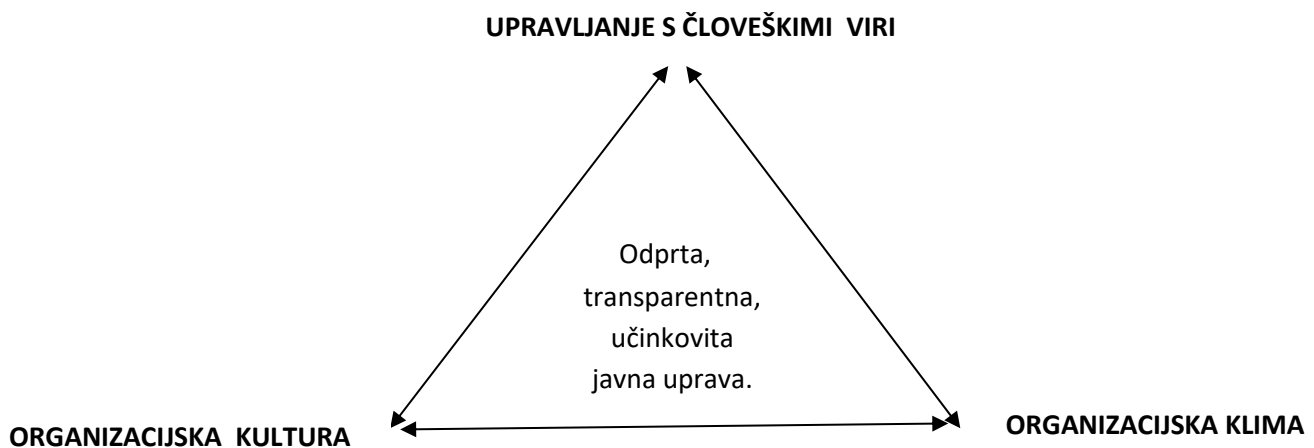 UPRAVLJANJE S ČLOVEŠKIMI VIRI
Odprta,
transparentna,
učinkovita
javna uprava.
ORGANIZACIJSKA KULTURA
ORGANIZACIJSKA KLIMA